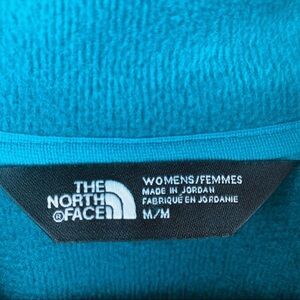 THE
NORTH
®FACE
WOMENS/FEMMES
MADE IN JORDAN
FABRIQUÉ EN JORDANIE
M/M